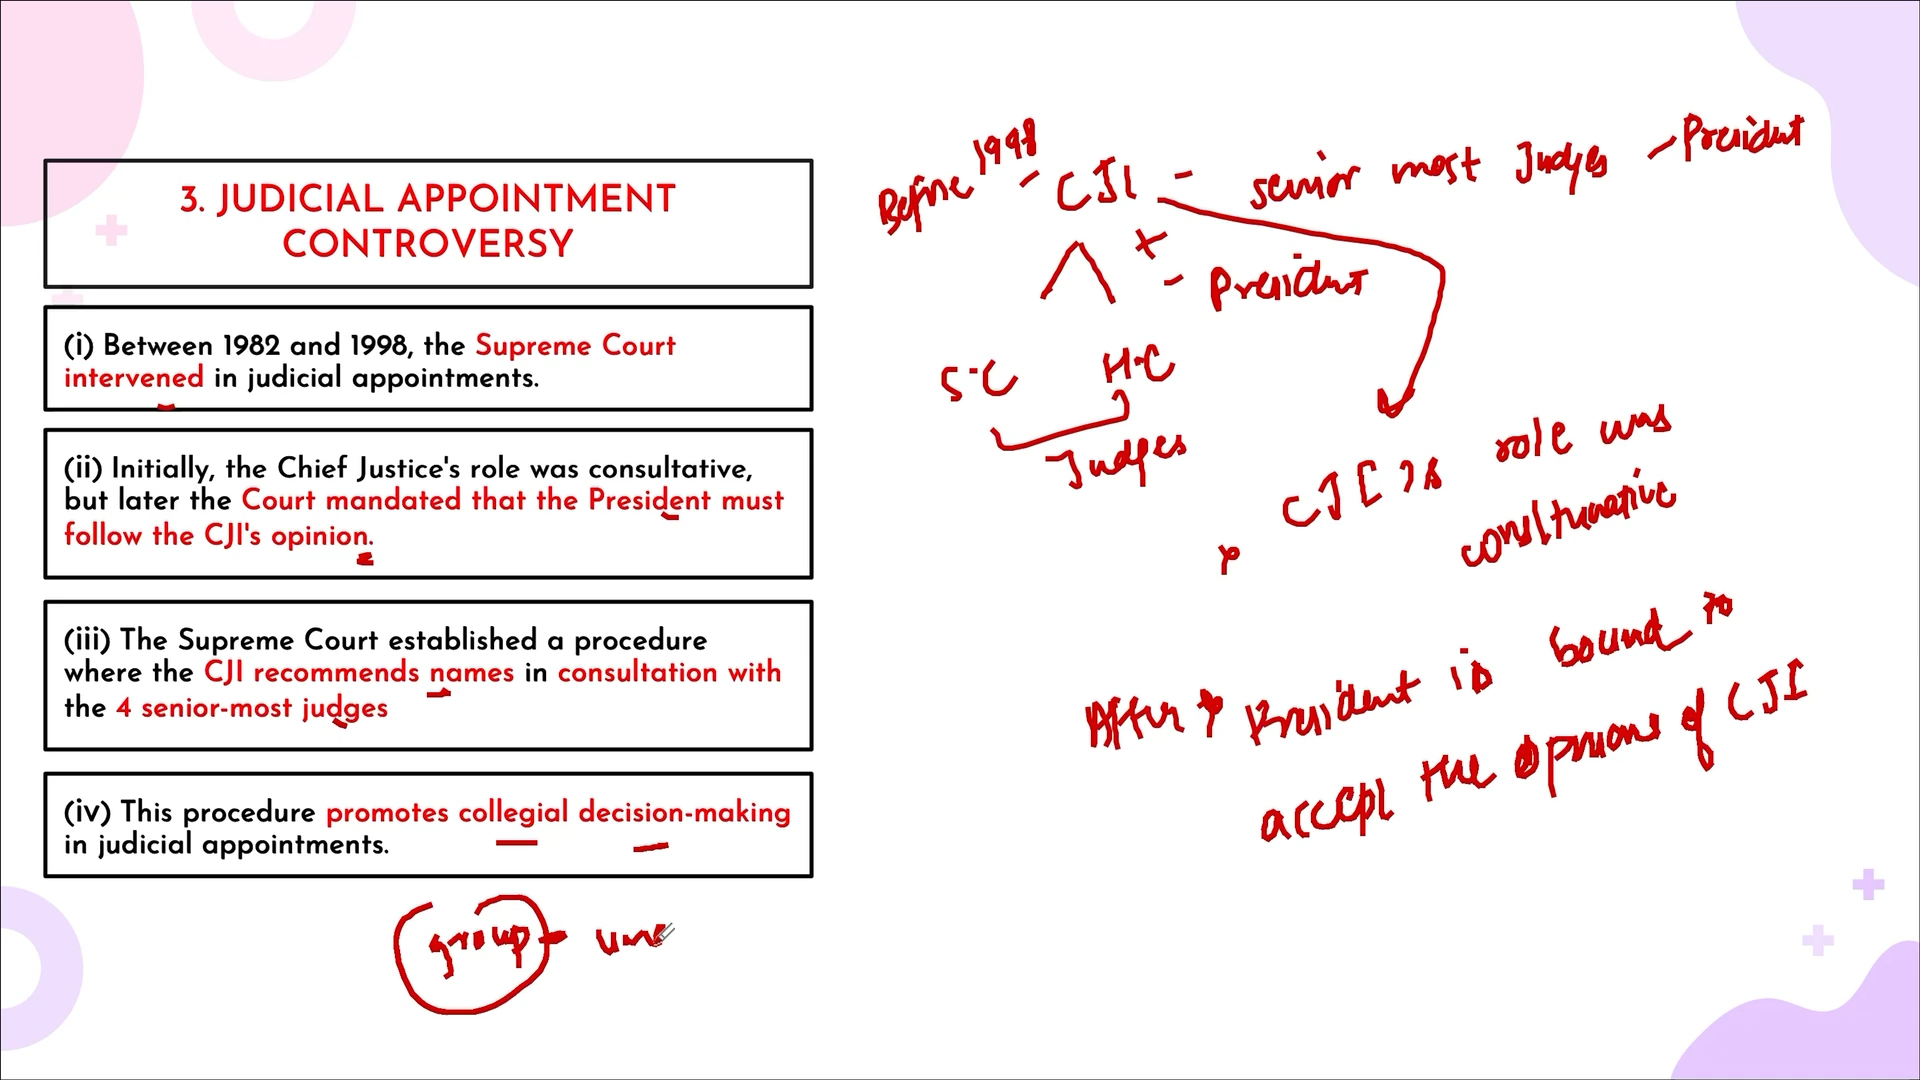 3. JUDICIAL APPOINTMENT
CONTROVERSY
(i) Between 1982 and 1998, the Supreme Court
intervened in judicial appointments.
(ii) Initially, the Chief Justice's role was consultative,
but later the Court mandated that the President must
follow the CJI's opinion.
(iii) The Supreme Court established a procedure
where the CJI recommends names in consultation with
the 4 senior-most judges
(iv) This procedure promotes collegial decision-making
in judicial appointments.
group -
Before 1998 - CJI - senior most Judges - President
+
- President
S.C H.C
Judges
CJI's role was
After President is bound to
accept the opinions of CJI